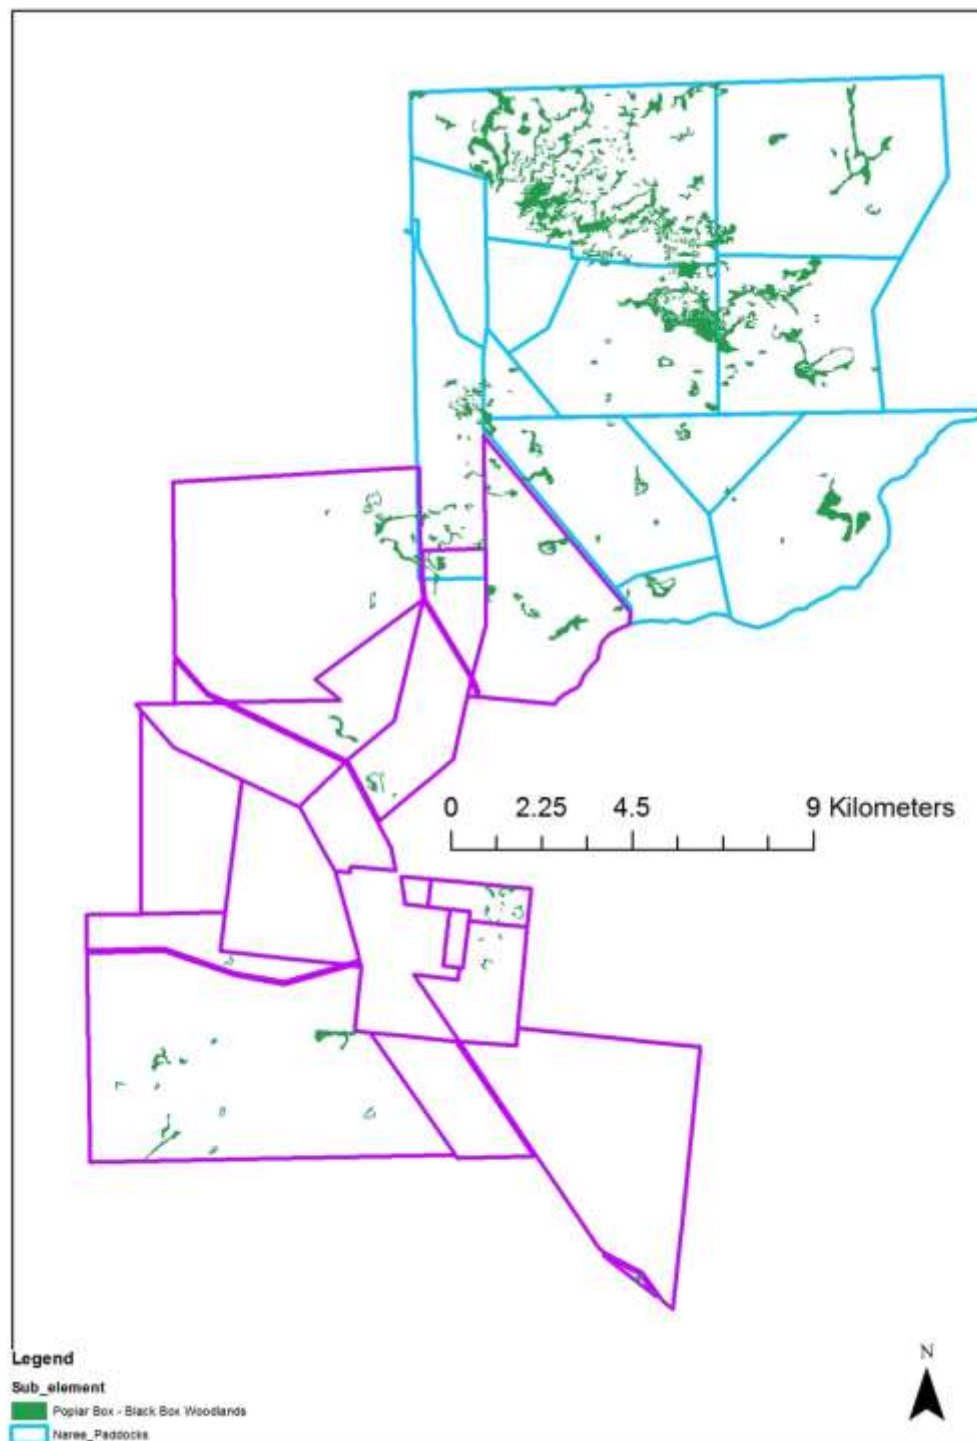 0 2.25 4.5 9 Kilometers
N
Legend
Sub_element
Poplar Box - Black Box Woodlands
Naree_Paddocks